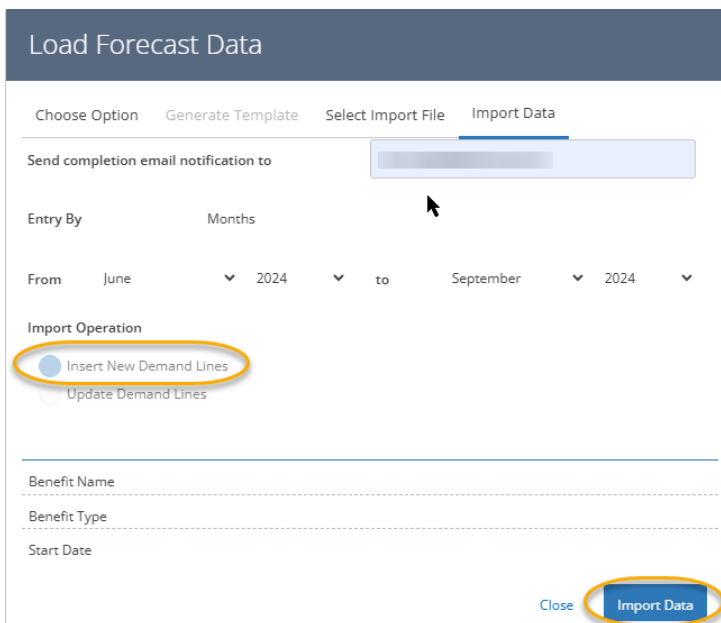 Load Forecast Data
Choose Option Generate Template Select Import File Import Data
Send completion email notification to
Entry By Months
From June 2024 to September 2024
Import Operation
Insert New Demand Lines
Update Demand Lines
Benefit Name
Benefit Type
Start Date
Close Import Data